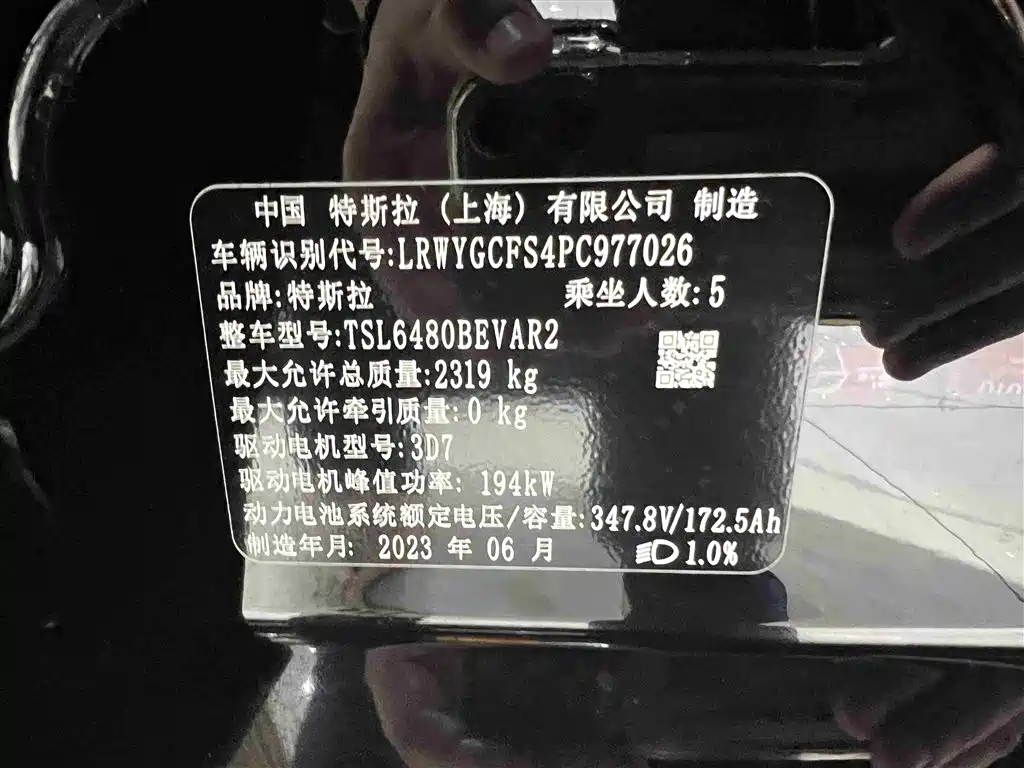 中国 特斯拉（上海）有限公司 制造
车辆识别代号:LRWYGCFS4PC977026
品牌:特斯拉 乘坐人数:5
整车型号:TSL6480BEVAR2
最大允许总质量:2319 kg
最大允许牵引质量:0 kg
驱动电机型号:3D7
驱动电机峰值功率: 194kW
动力电池系统额定电压/容量:347.8V/172.5Ah
制造年月: 2023 年 06 月 1.0%